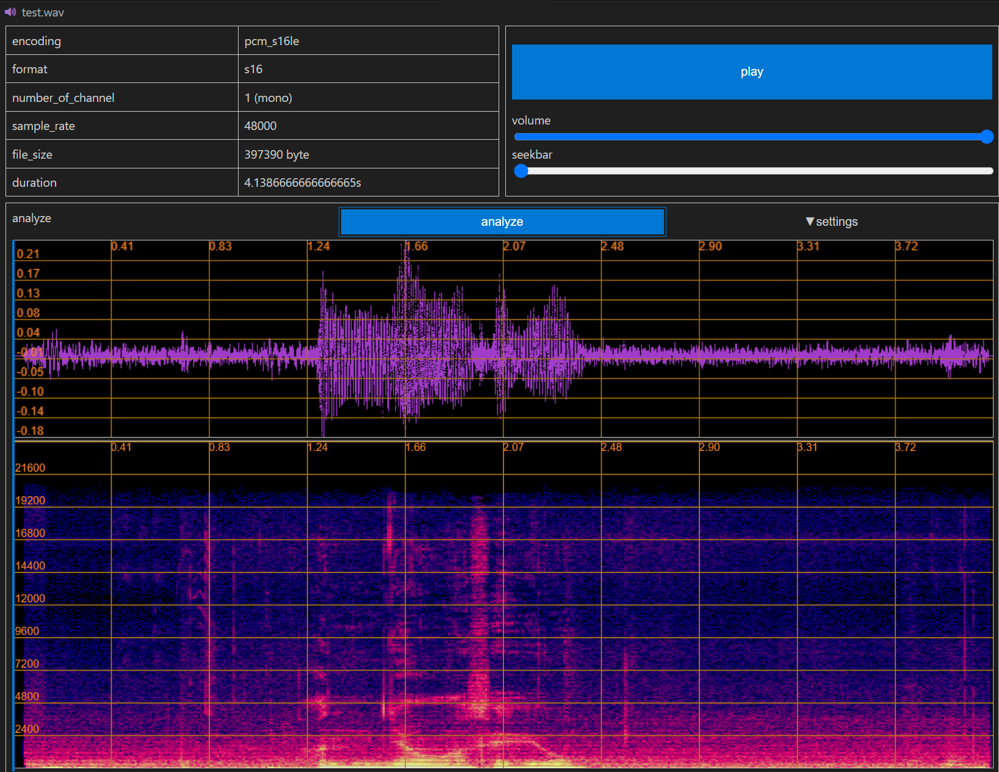 test.wav
encoding pcm_s16le
format s16
number_of_channel 1 (mono)
sample_rate 48000
file_size 397390 byte
duration 4.1386666666666665s
play
volume
seekbar
analyze
analyze
▼settings
0.41 0.83 1.24 1.66 2.07 2.48 2.90 3.31 3.72
0.21
0.17
0.13
0.08
0.04
-0.01
-0.05
-0.10
-0.14
-0.18
0.41 0.83 1.24 1.66 2.07 2.48 2.90 3.31 3.72
21600
19200
16800
14400
12000
9600
7200
4800
2400